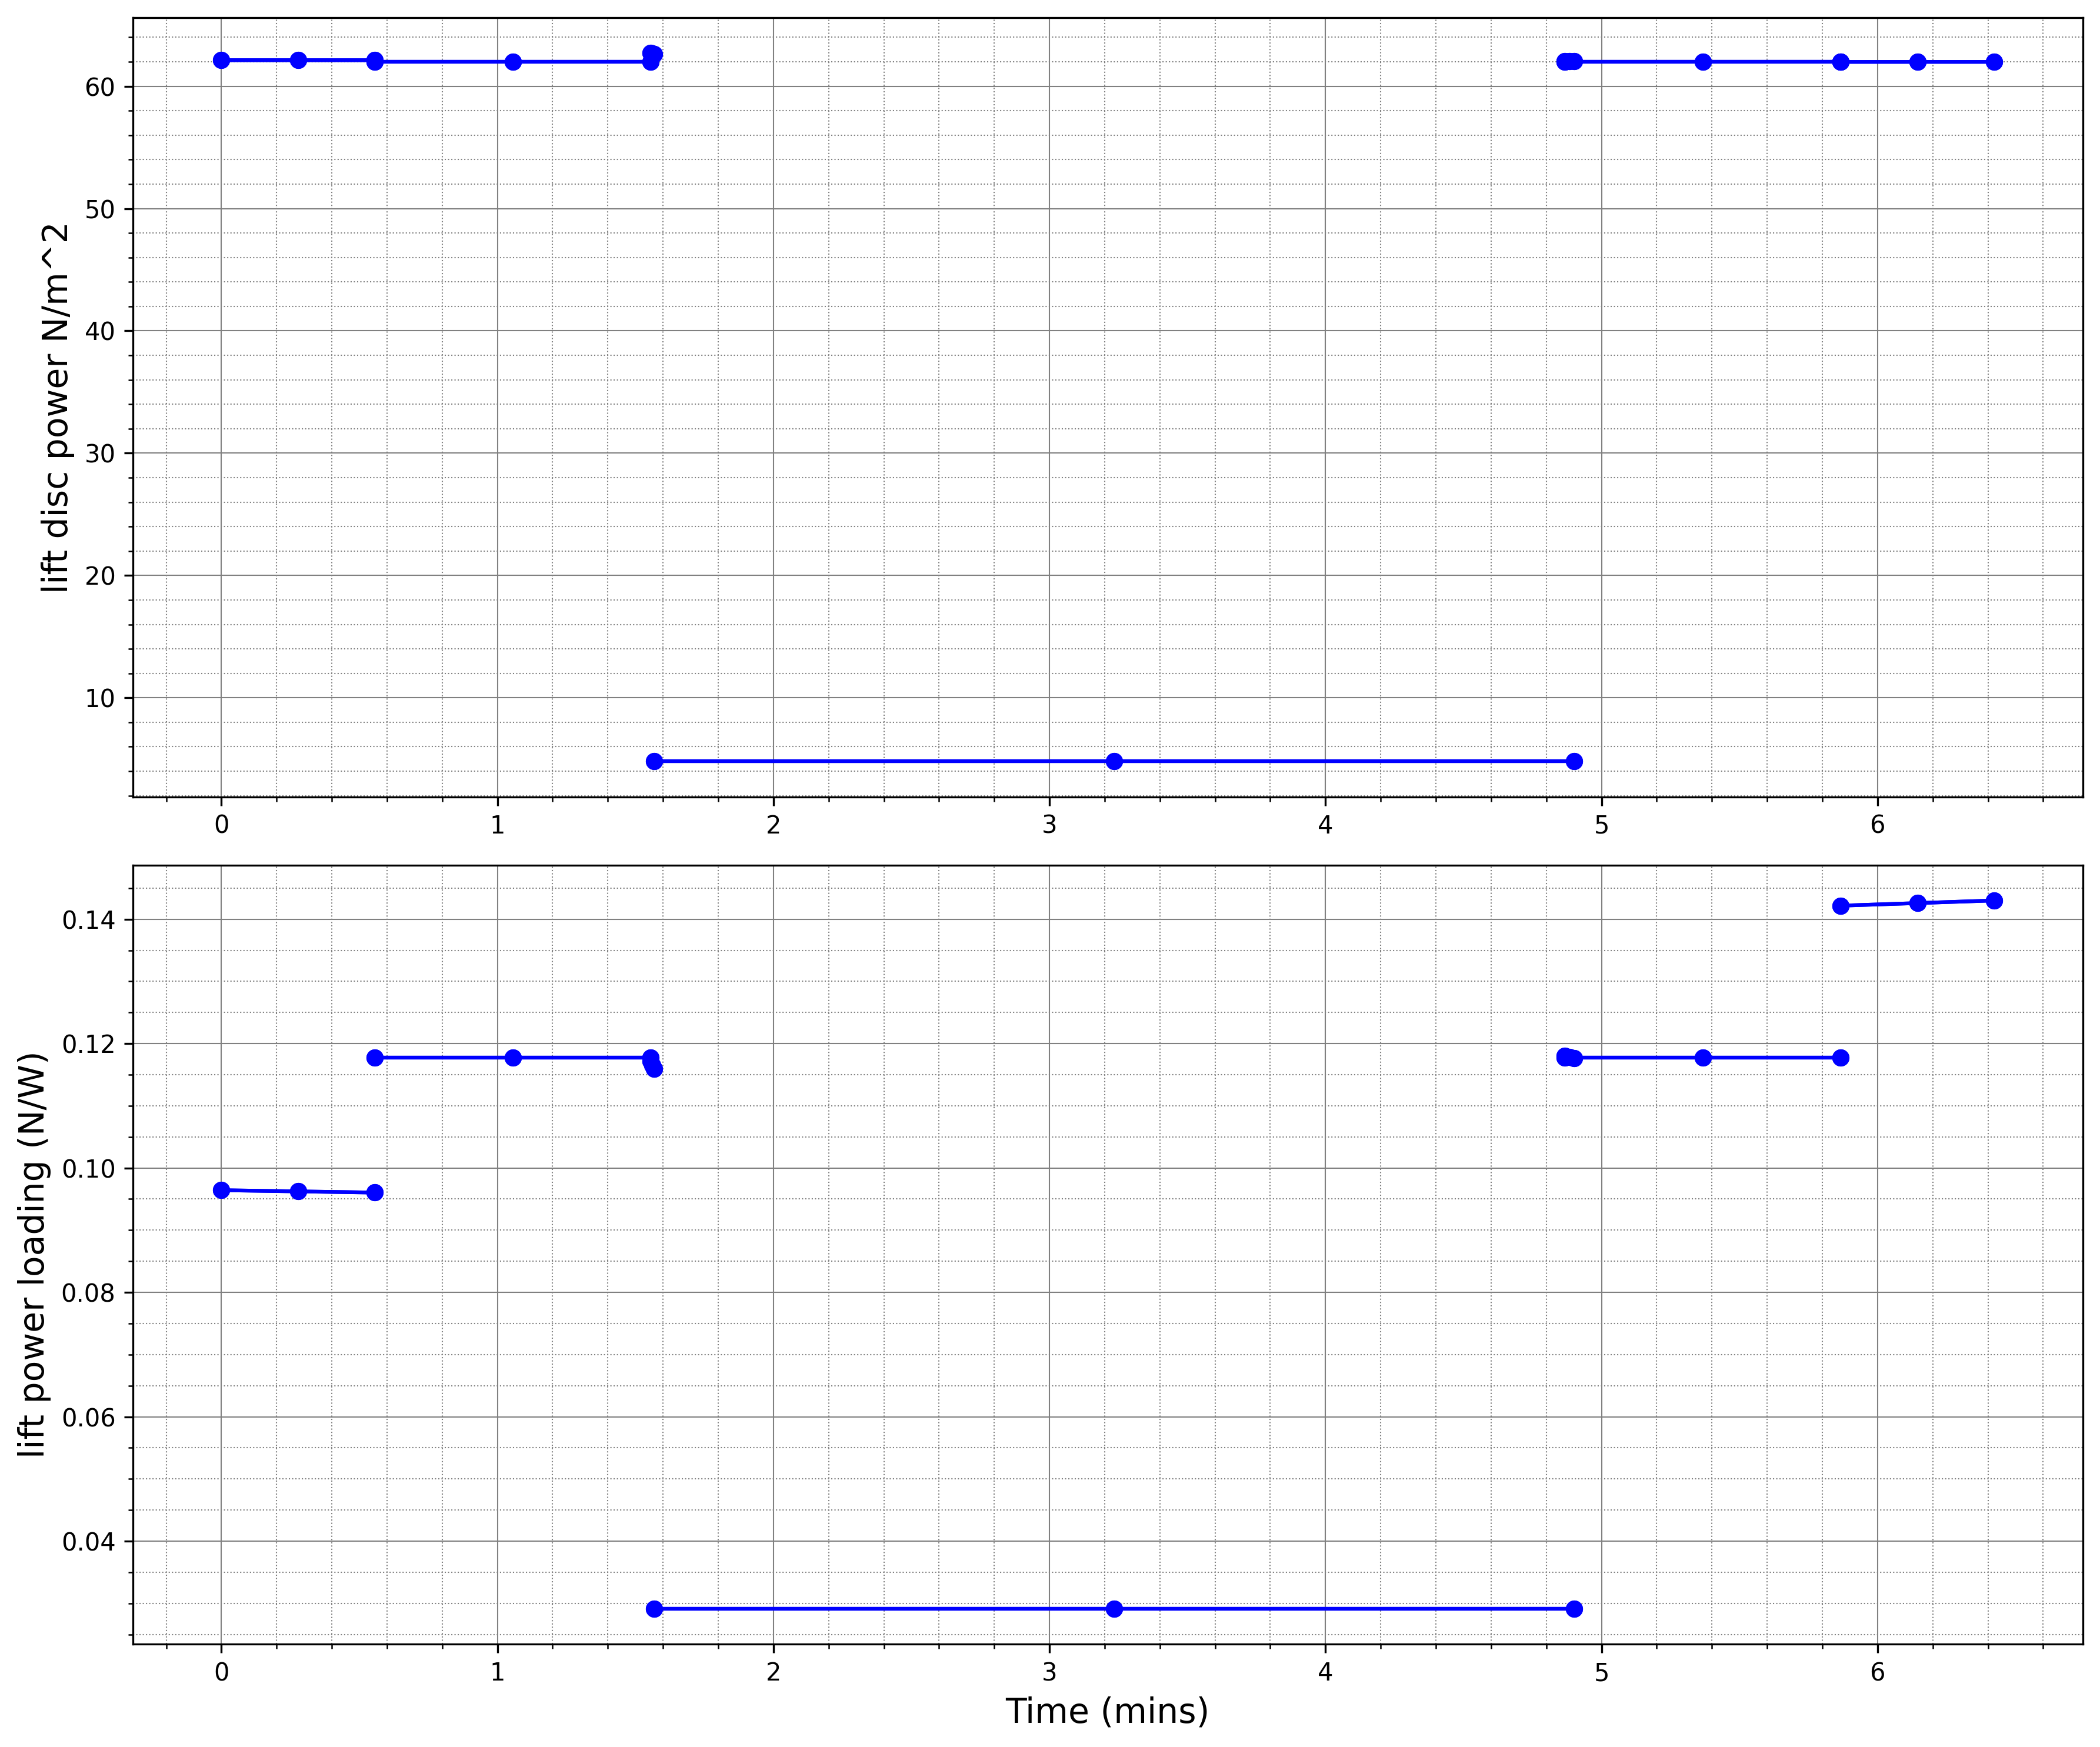 lift disc power N/m^2
60
50
40
30
20
10
0 1 2 3 4 5 6
lift power loading (N/W)
0.14
0.12
0.10
0.08
0.06
0.04
0 1 2 3 4 5 6
Time (mins)